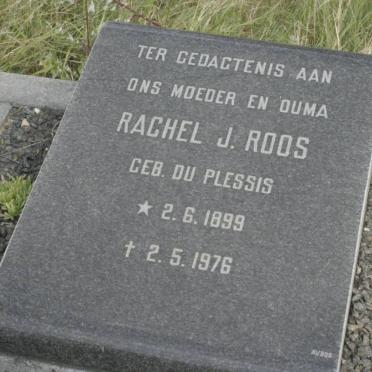 TER GEDAGTENIS AAN
ONS MOEDER EN OUMA
RACHEL J. ROOS
GEB. DU PLESSIS
★ 2.6.1899
† 2.5.1976